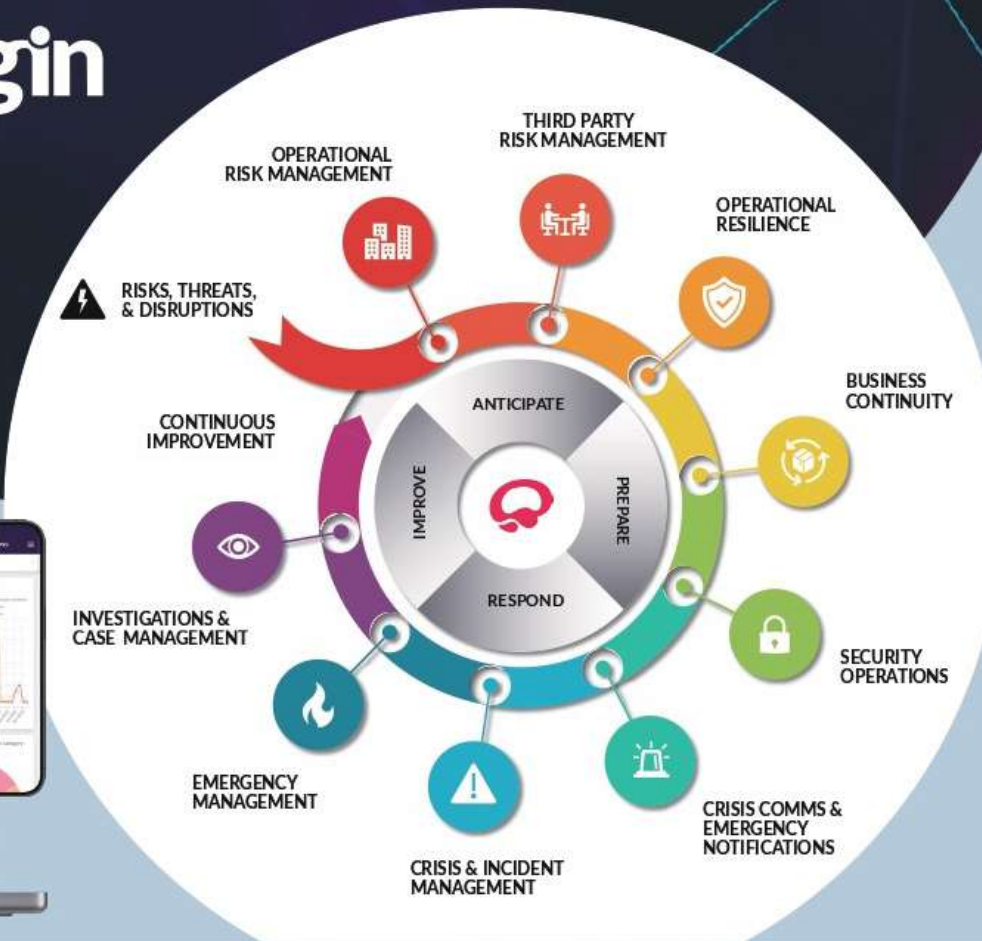 gin
THIRD PARTY
RISK MANAGEMENT
OPERATIONAL
RISK MANAGEMENT
OPERATIONAL
RESILIENCE
RISKS, THREATS,
& DISRUPTIONS
BUSINESS
CONTINUITY
ANTICIPATE
CONTINUOUS
IMPROVEMENT
IMPROVE
PREPARE
RESPOND
INVESTIGATIONS &
CASE MANAGEMENT
SECURITY
OPERATIONS
EMERGENCY
MANAGEMENT
CRISIS COMMS &
EMERGENCY
NOTIFICATIONS
CRISIS & INCIDENT
MANAGEMENT